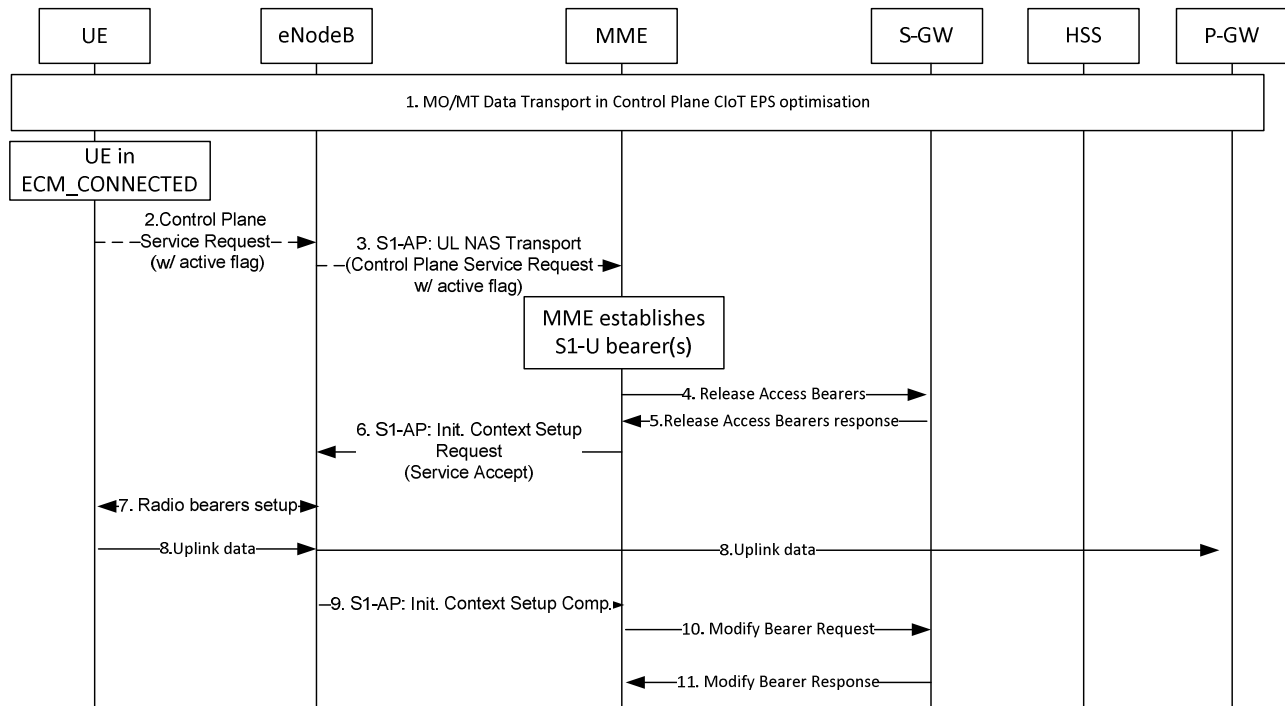 UE
eNodeB
MME
S-GW
HSS
P-GW
1. MO/MT Data Transport in Control Plane CIoT EPS optimisation
UE in
ECM_CONNECTED
2.Control Plane
Service Request
(w/ active flag)
3. S1-AP: UL NAS Transport
(Control Plane Service Request
w/ active flag)
MME establishes
S1-U bearer(s)
4. Release Access Bearers
5.Release Access Bearers response
6. S1-AP: Init. Context Setup
Request
(Service Accept)
7. Radio bearers setup
8.Uplink data
8.Uplink data
9. S1-AP: Init. Context Setup Comp.
10. Modify Bearer Request
11. Modify Bearer Response